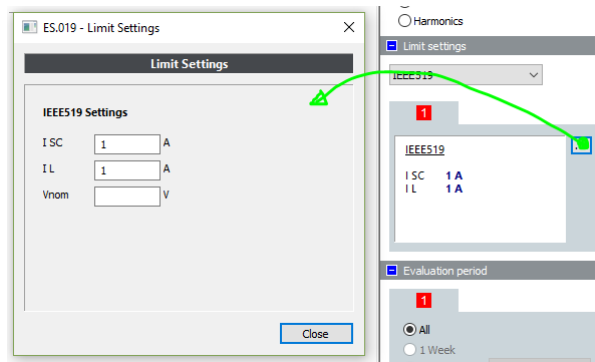 ES.019 - Limit Settings
Limit Settings
IEEE519 Settings
I SC 1 A
I L 1 A
Vnom V
Close
Harmonics
Limit settings
IEEE519
1
IEEE519
I SC 1 A
I L 1 A
Evaluation period
1
All
1 Week